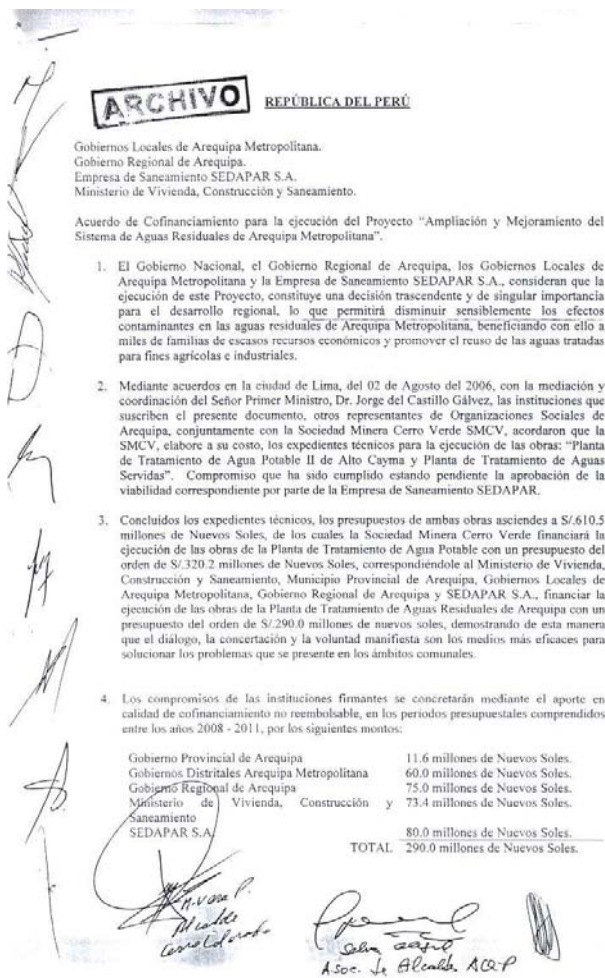 ARCHIVO
REPÚBLICA DEL PERÚ
Gobiernos Locales de Arequipa Metropolitana.
Gobierno Regional de Arequipa.
Empresa de Saneamiento SEDAPAR S.A.
Ministerio de Vivienda, Construcción y Saneamiento.
Acuerdo de Cofinanciamiento para la ejecución del Proyecto “Ampliación y Mejoramiento del
Sistema de Aguas Residuales de Arequipa Metropolitana”.
1. El Gobierno Nacional, el Gobierno Regional de Arequipa, los Gobiernos Locales de
Arequipa Metropolitana y la Empresa de Saneamiento SEDAPAR S.A., consideran que la
ejecución de este Proyecto, constituye una decisión trascendente y de singular importancia
para el desarrollo regional, lo que permitirá disminuir sensiblemente los efectos
contaminantes en las aguas residuales de Arequipa Metropolitana, beneficiando con ello a
miles de familias de escasos recursos económicos y promover el reuso de las aguas tratadas
para fines agrícolas e industriales.
2. Mediante acuerdos en la ciudad de Lima, del 02 de Agosto del 2006, con la mediación y
coordinación del Señor Primer Ministro, Dr. Jorge del Castillo Gálvez, las instituciones que
suscriben el presente documento, otros representantes de Organizaciones Sociales de
Arequipa, conjuntamente con la Sociedad Minera Cerro Verde SMCV, acordaron que la
SMCV, elabore a su costo, los expedientes técnicos para la ejecución de las obras: “Planta
de Tratamiento de Agua Potable II de Alto Cayma y Planta de Tratamiento de Aguas
Servidas”. Compromiso que ha sido cumplido estando pendiente la aprobación de la
viabilidad correspondiente por parte de la Empresa de Saneamiento SEDAPAR.
3. Concluidos los expedientes técnicos, los presupuestos de ambas obras asciendes a S/.610.5
millones de Nuevos Soles, de los cuales la Sociedad Minera Cerro Verde financiará la
ejecución de las obras de la Planta de Tratamiento de Agua Potable con un presupuesto del
orden de S/.320.2 millones de Nuevos Soles, correspondiéndole al Ministerio de Vivienda,
Construcción y Saneamiento, Municipio Provincial de Arequipa, Gobiernos Locales de
Arequipa Metropolitana, Gobierno Regional de Arequipa y SEDAPAR S.A., financiar la
ejecución de las obras de la Planta de Tratamiento de Aguas Residuales de Arequipa con un
presupuesto del orden de S/.290.0 millones de nuevos soles, demostrando de esta manera
que el diálogo, la concertación y la voluntad manifiesta son los medios más eficaces para
solucionar los problemas que se presente en los ámbitos comunales.
4. Los compromisos de las instituciones firmantes se concretarán mediante el aporte en
calidad de cofinanciamiento no reembolsable, en los periodos presupuestales comprendidos
entre los años 2008 - 2011, por los siguientes montos:
Gobierno Provincial de Arequipa 11.6 millones de Nuevos Soles.
Gobiernos Distritales Arequipa Metropolitana 60.0 millones de Nuevos Soles.
Gobierno Regional de Arequipa 75.0 millones de Nuevos Soles.
Ministerio de Vivienda, Construcción y 73.4 millones de Nuevos Soles.
Saneamiento
SEDAPAR S.A. 80.0 millones de Nuevos Soles.
TOTAL 290.0 millones de Nuevos Soles.
M. Vera P.
Alcalde
Cerro Colorado
Asoc. de Alcaldes AQP